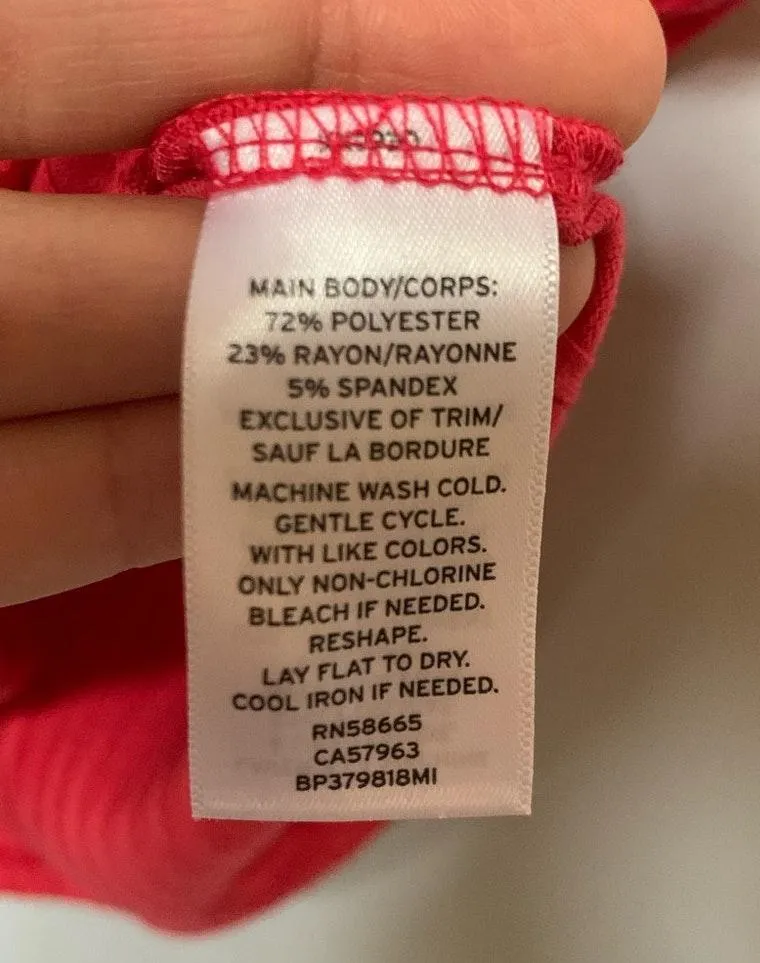 MAIN BODY/CORPS:
72% POLYESTER
23% RAYON/RAYONNE
5% SPANDEX
EXCLUSIVE OF TRIM/
SAUF LA BORDURE
MACHINE WASH COLD.
GENTLE CYCLE.
WITH LIKE COLORS.
ONLY NON-CHLORINE
BLEACH IF NEEDED.
RESHAPE.
LAY FLAT TO DRY.
COOL IRON IF NEEDED.
RN58665
CA57963
BP379818MI